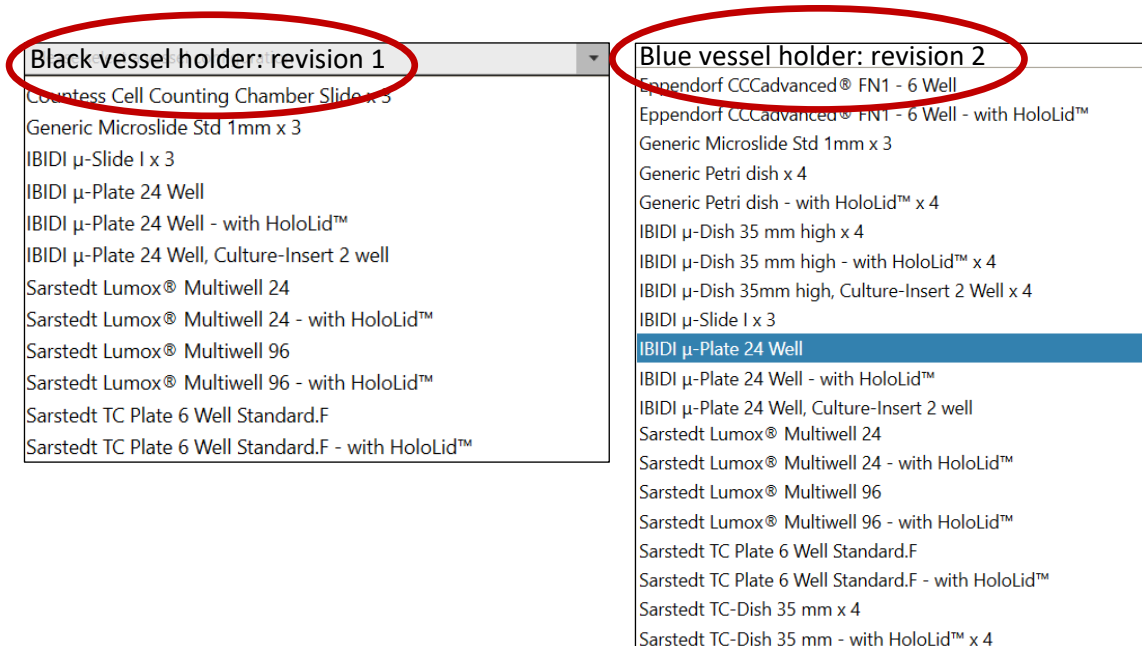 Black vessel holder: revision 1
Countess Cell Counting Chamber Slide x 3
Generic Microslide Std 1mm x 3
IBIDI µ-Slide I x 3
IBIDI µ-Plate 24 Well
IBIDI µ-Plate 24 Well - with HoloLid™
IBIDI µ-Plate 24 Well, Culture-Insert 2 well
Sarstedt Lumox® Multiwell 24
Sarstedt Lumox® Multiwell 24 - with HoloLid™
Sarstedt Lumox® Multiwell 96
Sarstedt Lumox® Multiwell 96 - with HoloLid™
Sarstedt TC Plate 6 Well Standard.F
Sarstedt TC Plate 6 Well Standard.F - with HoloLid™
Blue vessel holder: revision 2
Eppendorf CCCadvanced® FN1 - 6 Well
Eppendorf CCCadvanced® FN1 - 6 Well - with HoloLid™
Generic Microslide Std 1mm x 3
Generic Petri dish x 4
Generic Petri dish - with HoloLid™ x 4
IBIDI µ-Dish 35 mm high x 4
IBIDI µ-Dish 35 mm high - with HoloLid™ x 4
IBIDI µ-Dish 35mm high, Culture-Insert 2 Well x 4
IBIDI µ-Slide I x 3
IBIDI µ-Plate 24 Well
IBIDI µ-Plate 24 Well - with HoloLid™
IBIDI µ-Plate 24 Well, Culture-Insert 2 well
Sarstedt Lumox® Multiwell 24
Sarstedt Lumox® Multiwell 24 - with HoloLid™
Sarstedt Lumox® Multiwell 96
Sarstedt Lumox® Multiwell 96 - with HoloLid™
Sarstedt TC Plate 6 Well Standard.F
Sarstedt TC Plate 6 Well Standard.F - with HoloLid™
Sarstedt TC-Dish 35 mm x 4
Sarstedt TC-Dish 35 mm - with HoloLid™ x 4